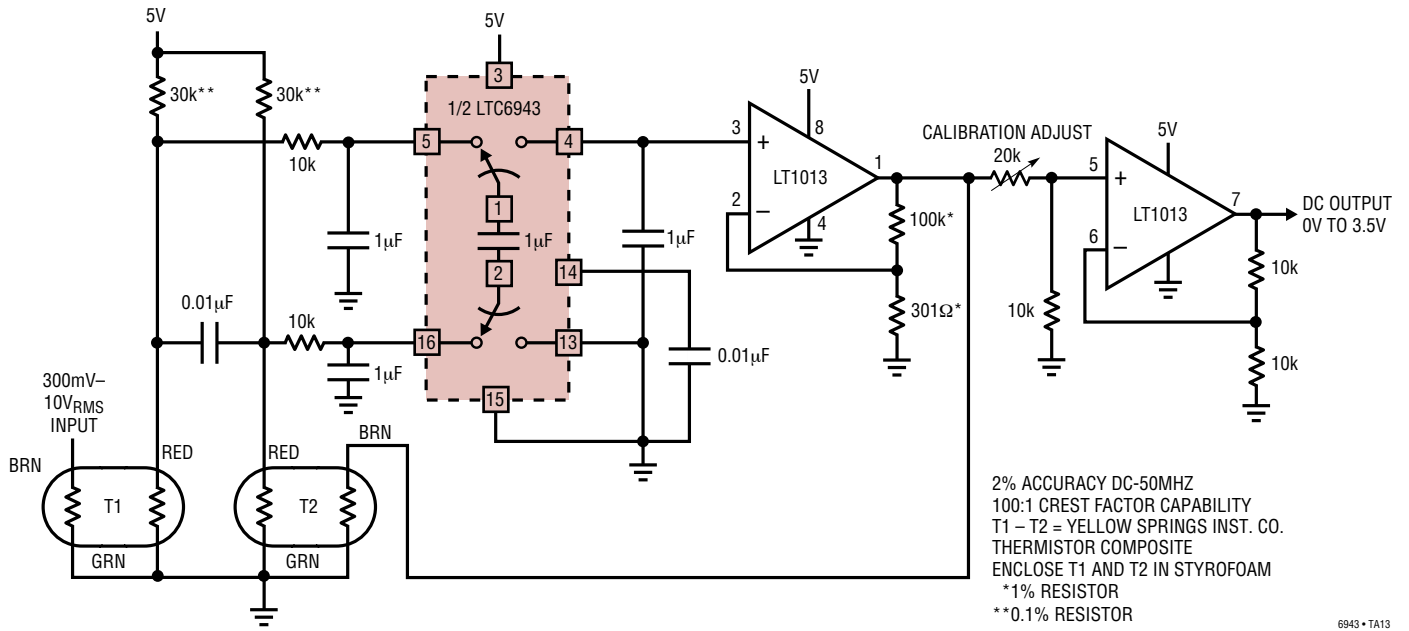 5V
5V
5V
5V
30k**
30k**
3
1/2 LTC6943
5
4
10k
1µF
1
1µF
2
14
1µF
16
13
15
0.01µF
10k
1µF
0.01µF
3
+
8
LT1013
1
2
–
4
100k*
301Ω*
CALIBRATION ADJUST
20k
10k
5
+
LT1013
7
6
–
DC OUTPUT
0V TO 3.5V
10k
10k
300mV–
10VRMS
INPUT
BRN
RED
RED
BRN
T1
T2
GRN
GRN
2% ACCURACY DC-50MHZ
100:1 CREST FACTOR CAPABILITY
T1 – T2 = YELLOW SPRINGS INST. CO.
THERMISTOR COMPOSITE
ENCLOSE T1 AND T2 IN STYROFOAM
*1% RESISTOR
**0.1% RESISTOR
6943 • TA13